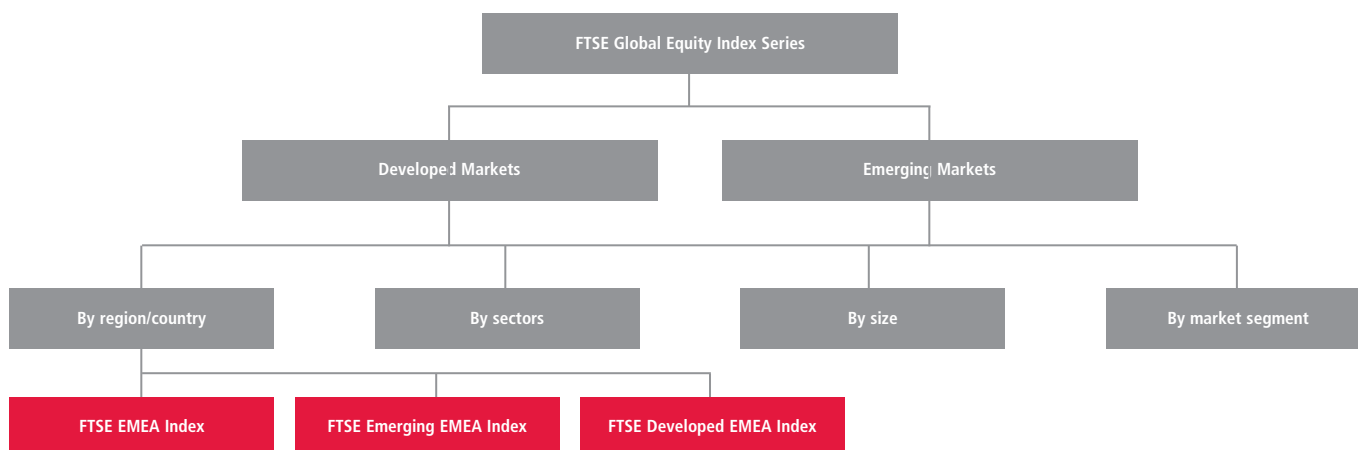 FTSE Global Equity Index Series
Developed Markets
Emerging Markets
By region/country
By sectors
By size
By market segment
FTSE EMEA Index
FTSE Emerging EMEA Index
FTSE Developed EMEA Index